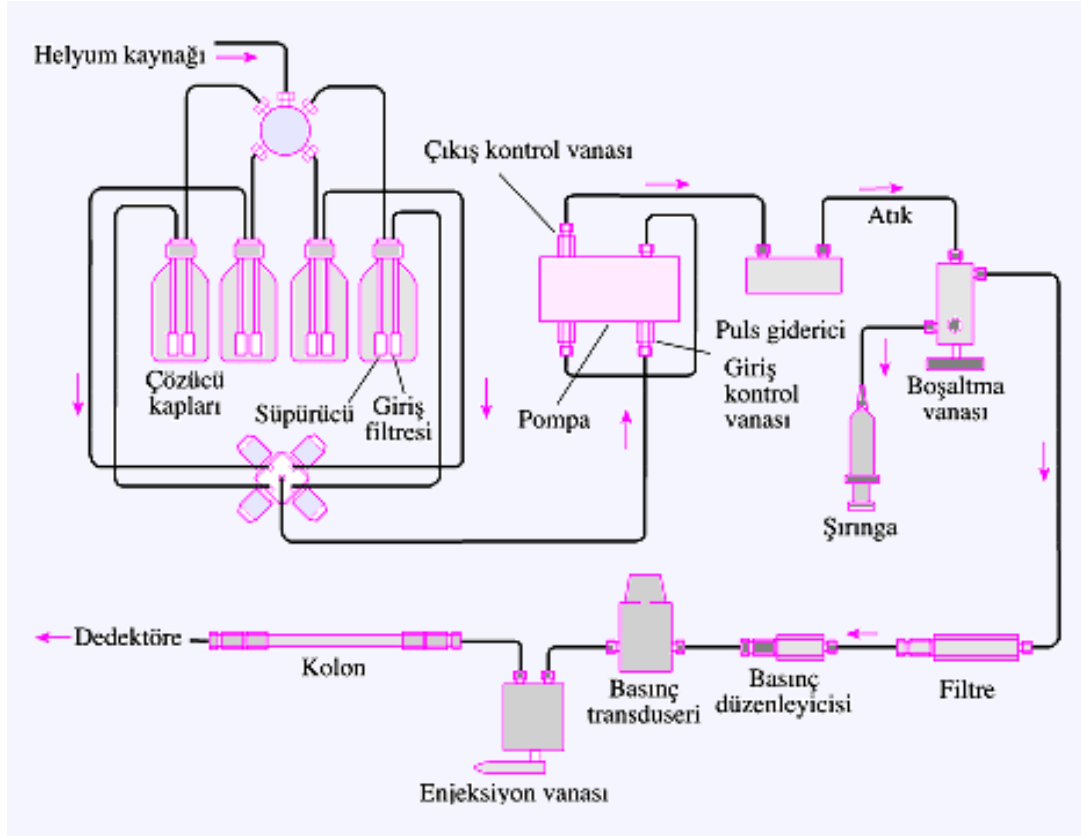 Helyum kaynağı
Çıkış kontrol vanası
Atık
Puls giderici
Giriş
kontrol
vanası
Boşaltma
vanası
Çözücü
kapları
Süpürücü
Giriş
filtresi
Pompa
Şırınga
Dedektöre
Kolon
Basınç
transduseri
Basınç
düzenleyicisi
Filtre
Enjeksiyon vanası